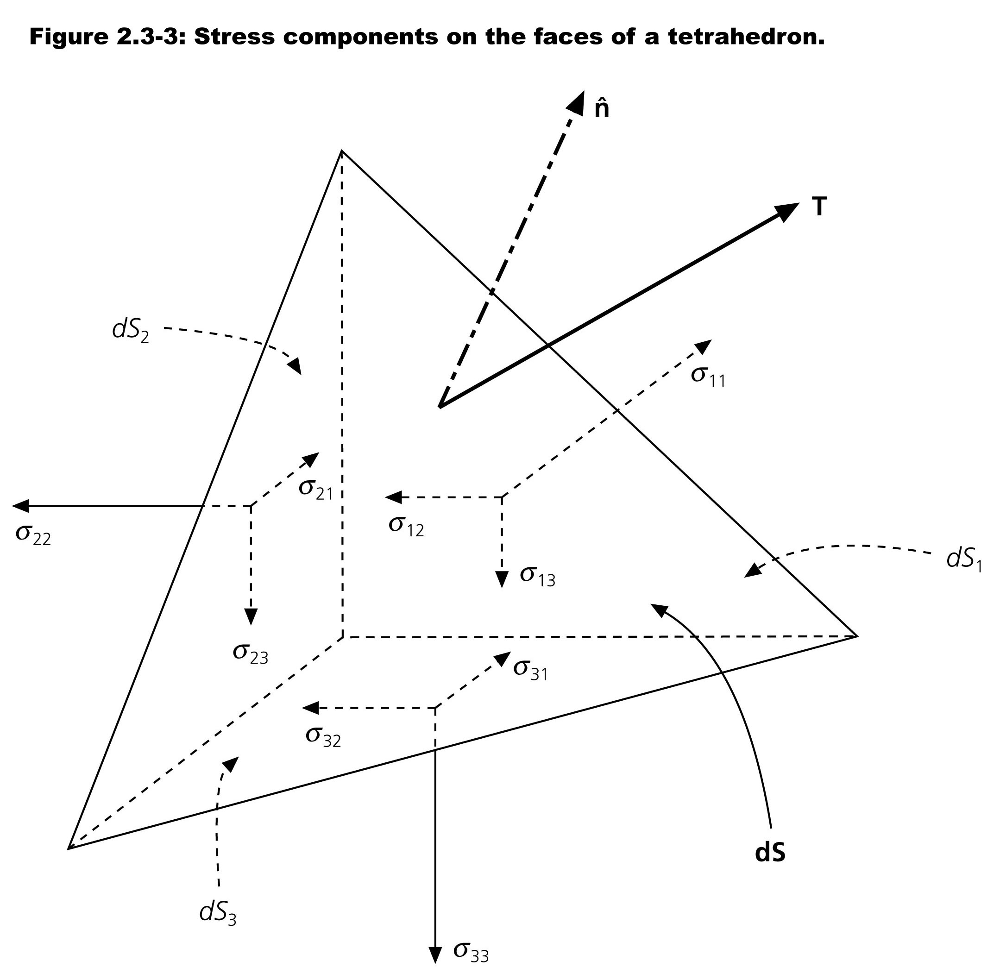 Figure 2.3-3: Stress components on the faces of a tetrahedron.
n̂
T
dS₂
σ₁₁
σ₂₁
σ₂₂
σ₁₂
dS₁
σ₁₃
σ₂₃
σ₃₁
σ₃₂
dS
dS₃
σ₃₃